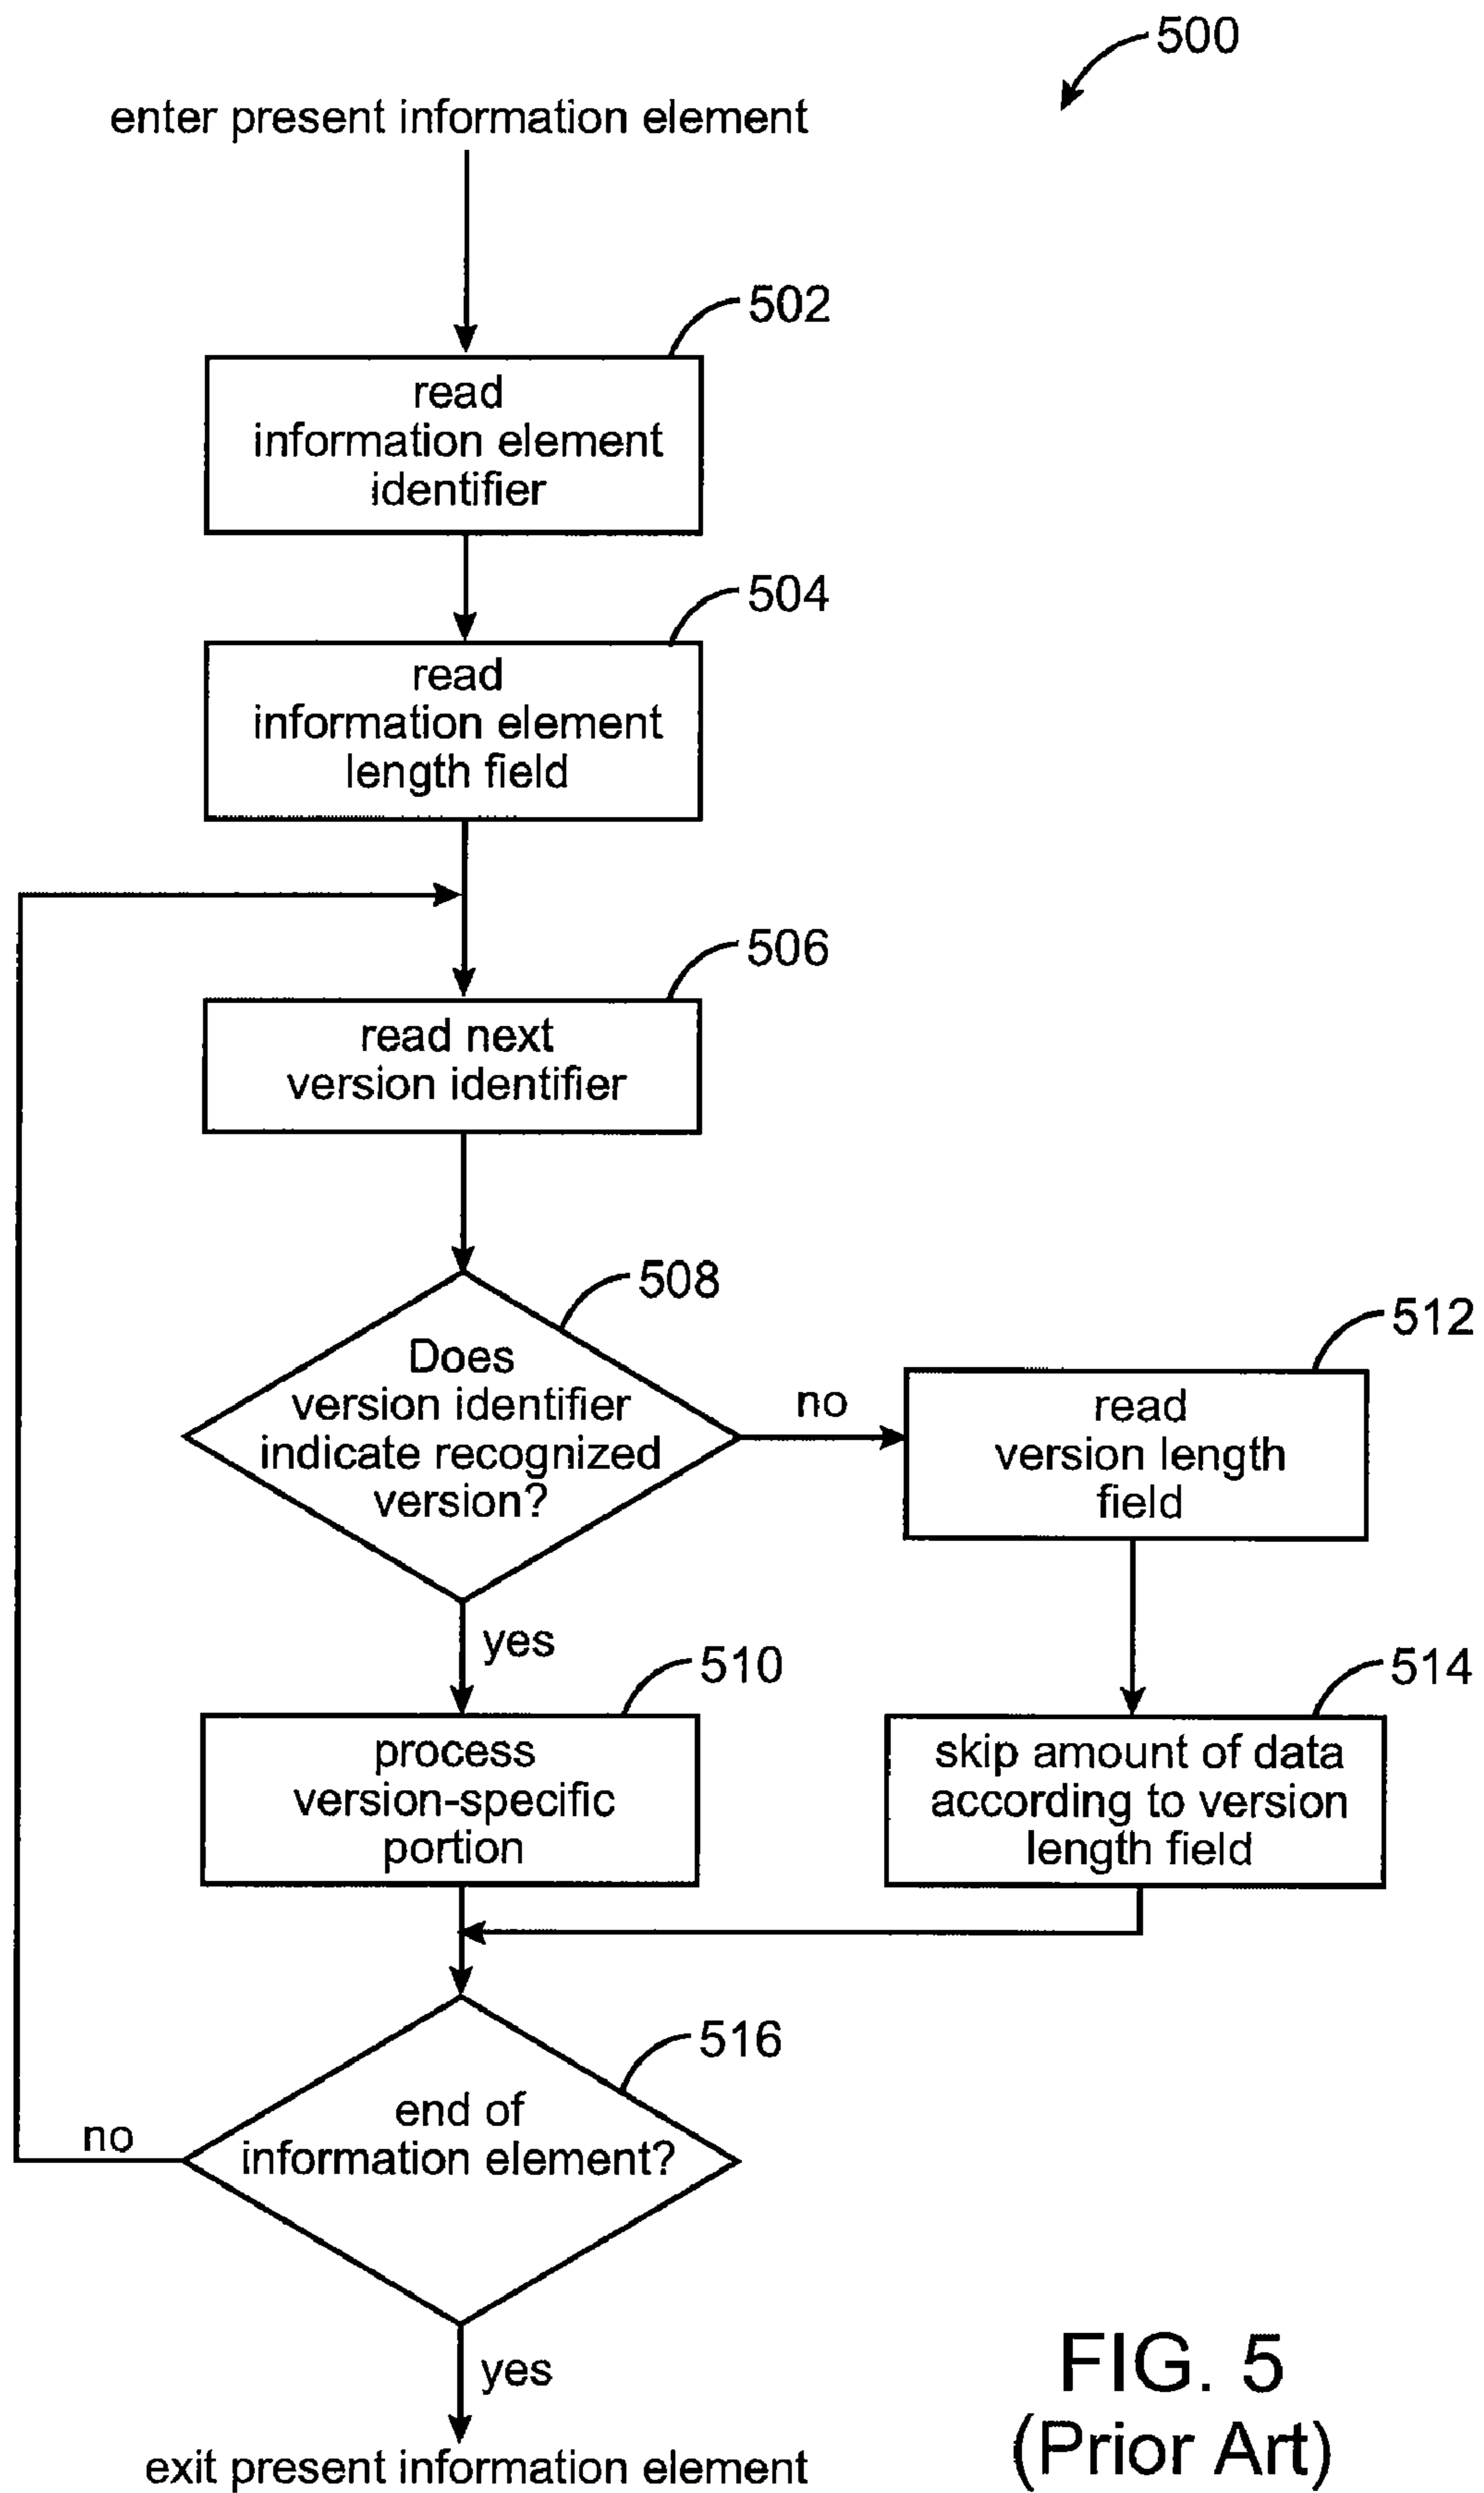 500
enter present information element
502
read
information element
identifier
504
read
information element
length field
506
read next
version identifier
508
Does
version identifier
indicate recognized
version?
no
512
read
version length
field
yes
510
process
version-specific
portion
514
skip amount of data
according to version
length field
516
end of
information element?
no
yes
exit present information element
FIG. 5
(Prior Art)